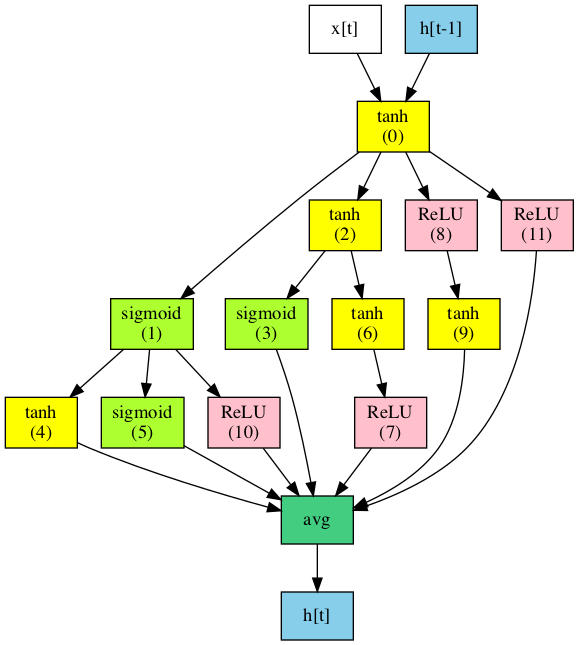 x[t]
h[t-1]
tanh
(0)
tanh
(2)
ReLU
(8)
ReLU
(11)
sigmoid
(1)
sigmoid
(3)
tanh
(6)
tanh
(9)
tanh
(4)
sigmoid
(5)
ReLU
(10)
ReLU
(7)
avg
h[t]